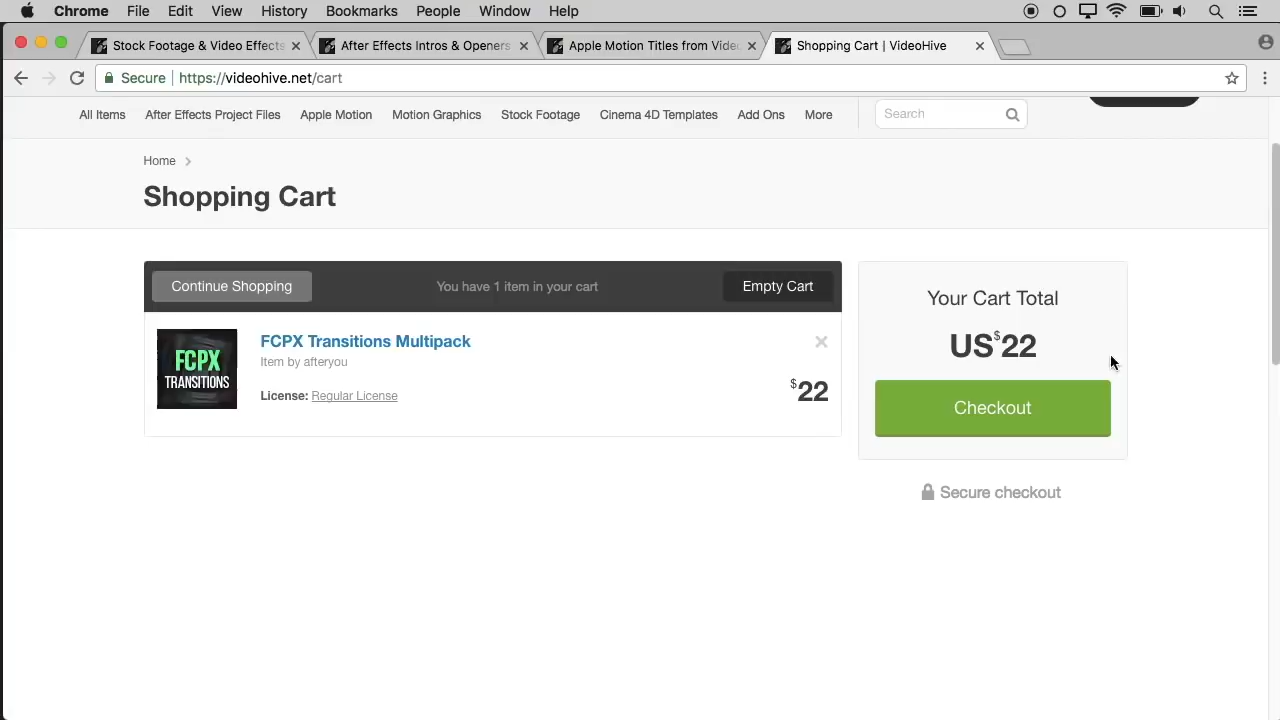 Chrome File Edit View History Bookmarks People Window Help
Stock Footage & Video Effects
After Effects Intros & Openers
Apple Motion Titles from Video
Shopping Cart | VideoHive
Secure https://videohive.net/cart
All Items After Effects Project Files Apple Motion Motion Graphics Stock Footage Cinema 4D Templates Add Ons More Search
Home
Shopping Cart
Continue Shopping You have 1 item in your cart Empty Cart
FCPX
TRANSITIONS
FCPX Transitions Multipack
Item by afteryou
License: Regular License
$22
Your Cart Total
US$22
Checkout
Secure checkout